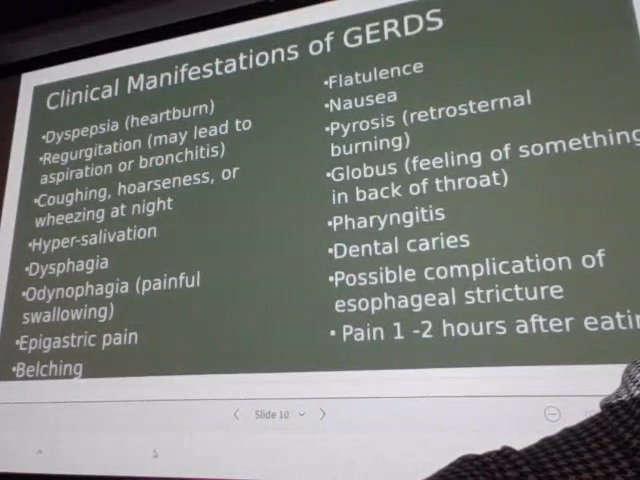 Clinical Manifestations of GERDS
•Dyspepsia (heartburn)
•Regurgitation (may lead to
aspiration or bronchitis)
•Coughing, hoarseness, or
wheezing at night
•Hyper-salivation
•Dysphagia
•Odynophagia (painful
swallowing)
•Epigastric pain
•Belching
•Flatulence
•Nausea
•Pyrosis (retrosternal
burning)
•Globus (feeling of something
in back of throat)
•Pharyngitis
•Dental caries
•Possible complication of
esophageal stricture
• Pain 1 -2 hours after
Slide 10